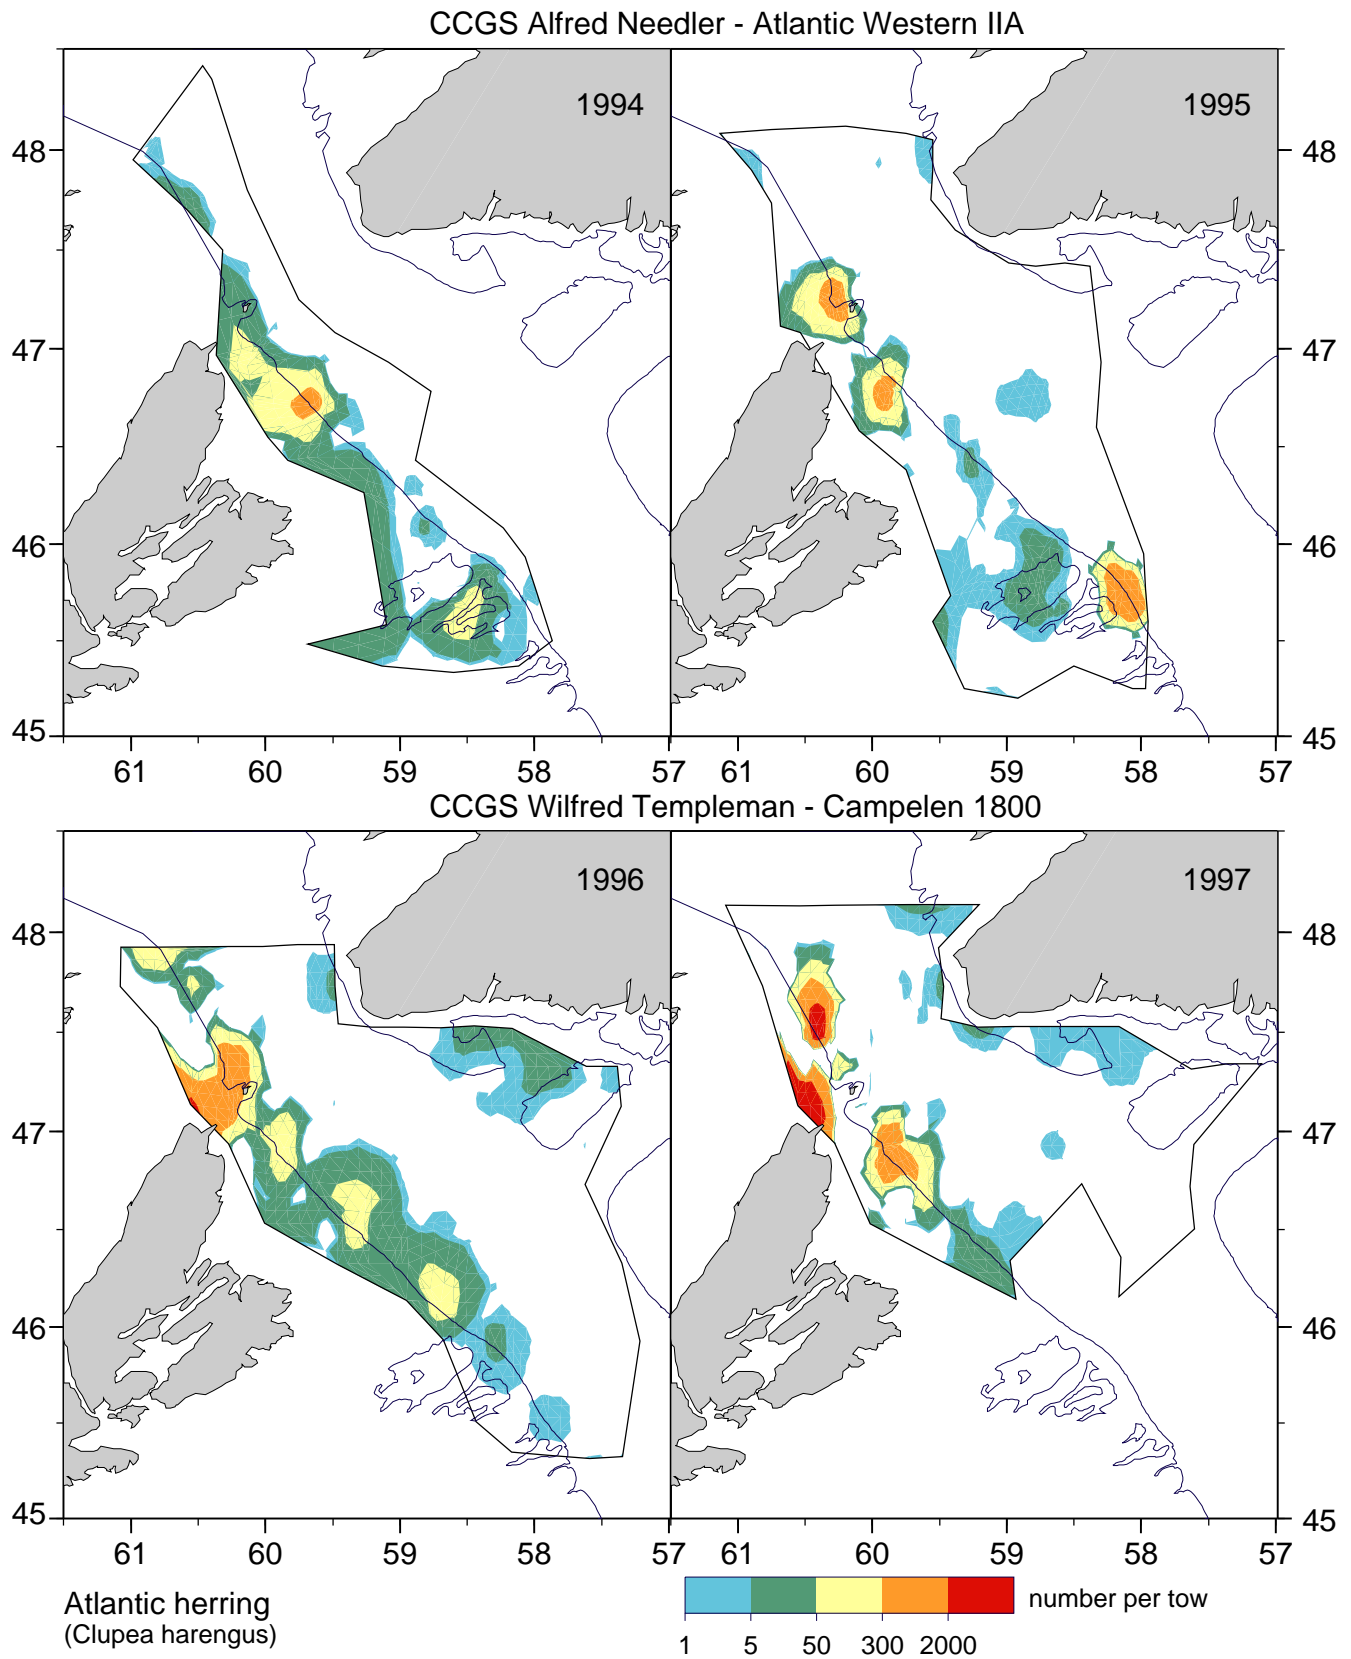 CCGS Alfred Needler - Atlantic Western IIA
1994
1995
48
48
47
47
46
46
45
45
61 60 59 58 57
61 60 59 58 57
CCGS Wilfred Templeman - Campelen 1800
1996
1997
48
48
47
47
46
46
45
45
61 60 59 58 57
61 60 59 58 57
Atlantic herring
(Clupea harengus)
number per tow
1 5 50 300 2000